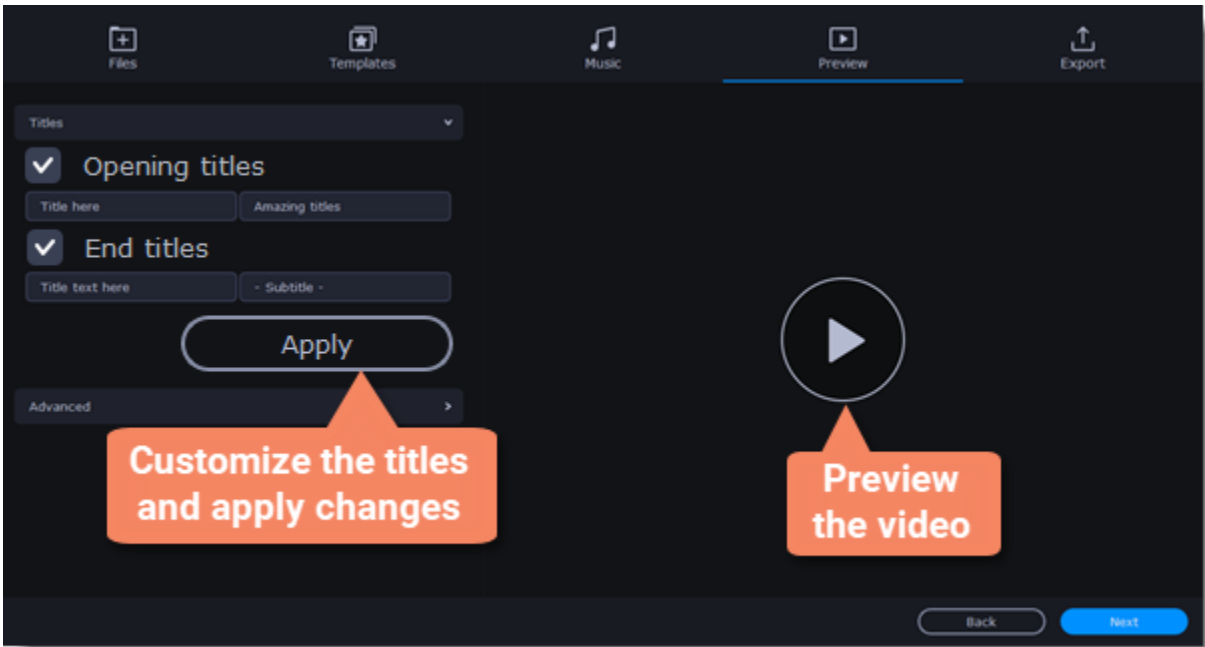 Files
Templates
Music
Preview
Export
Titles
Opening titles
Title here
Amazing titles
End titles
Title text here
- Subtitle -
Apply
Advanced
Customize the titles
and apply changes
Preview
the video
Back
Next